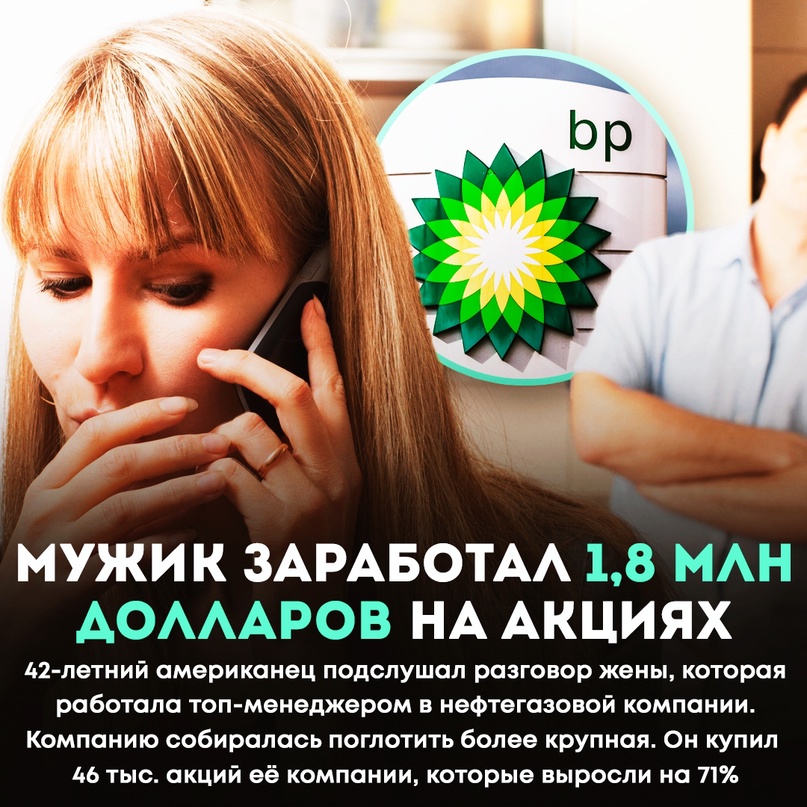 bp
МУЖИК ЗАРАБОТАЛ 1,8 МЛН
ДОЛЛАРОВ НА АКЦИЯХ
42-летний американец подслушал разговор жены, которая
работала топ-менеджером в нефтегазовой компании.
Компанию собиралась поглотить более крупная. Он купил
46 тыс. акций её компании, которые выросли на 71%